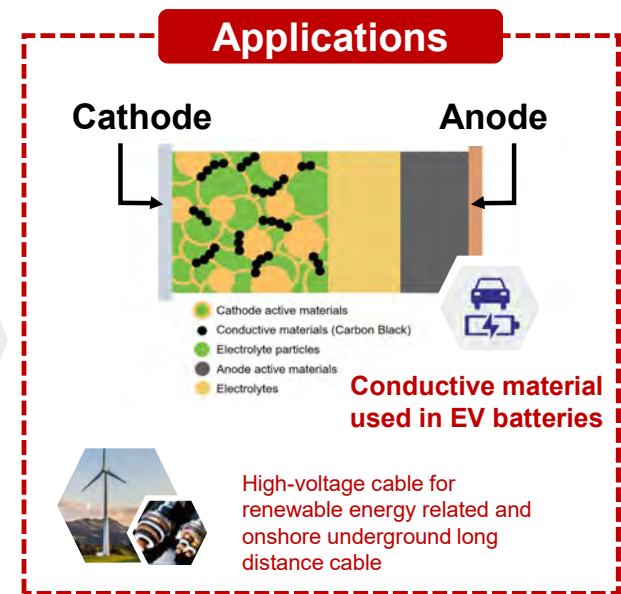 Applications
Cathode
Anode
Cathode active materials
Conductive materials (Carbon Black)
Electrolyte particles
Anode active materials
Electrolytes
Conductive material
used in EV batteries
High-voltage cable for
renewable energy related and
onshore underground long
distance cable